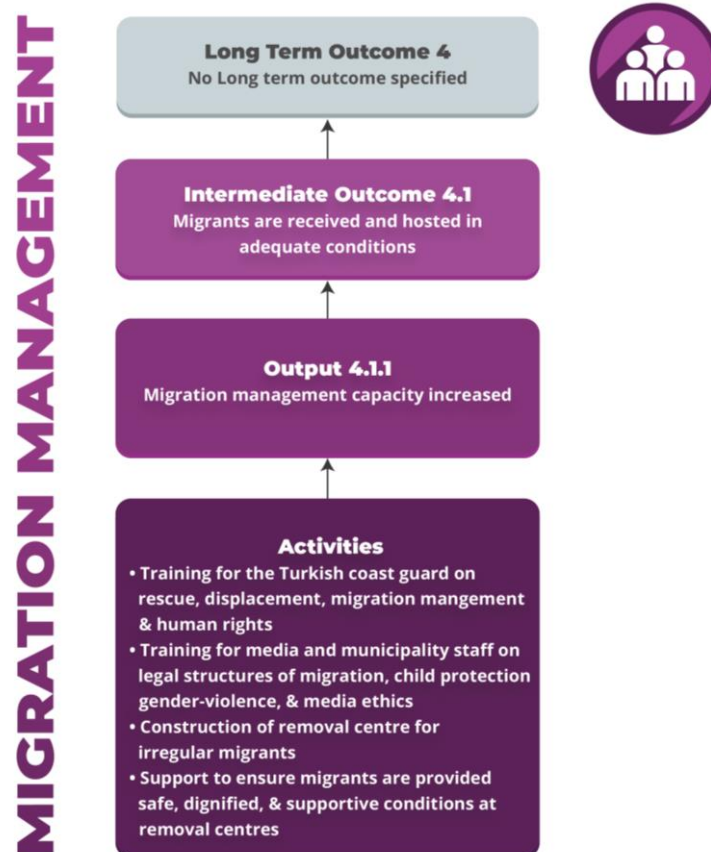 MIGRATION MANAGEMENT
Long Term Outcome 4
No Long term outcome specified
Intermediate Outcome 4.1
Migrants are received and hosted in
adequate conditions
Output 4.1.1
Migration management capacity increased
Activities
• Training for the Turkish coast guard on
rescue, displacement, migration mangement
& human rights
• Training for media and municipality staff on
legal structures of migration, child protection
gender-violence, & media ethics
• Construction of removal centre for
irregular migrants
• Support to ensure migrants are provided
safe, dignified, & supportive conditions at
removal centres